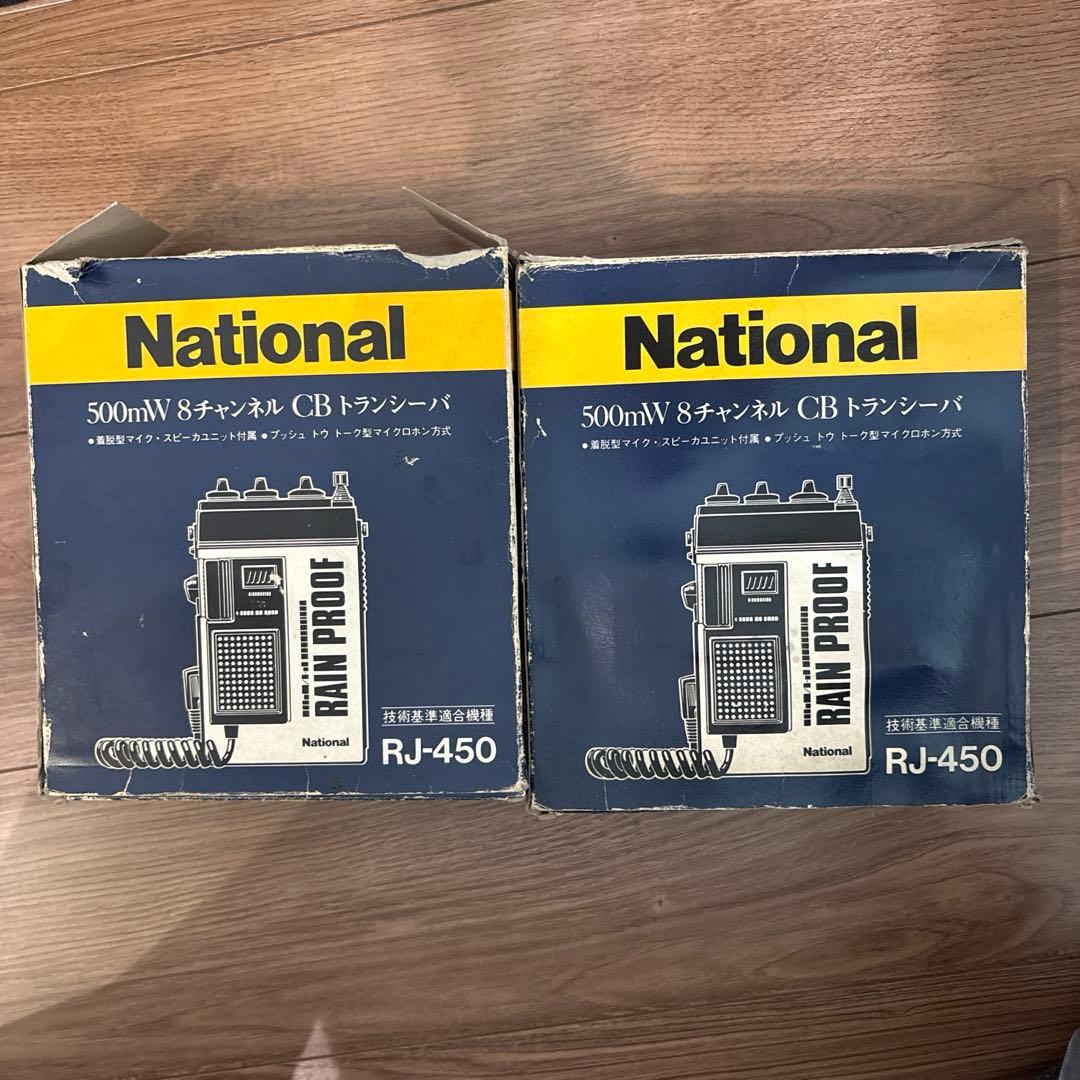 National
500mW 8チャンネル CB トランシーバ
●着脱型マイク・スピーカユニット付属 ●プッシュ トウ トーク型マイクロホン方式
RAIN PROOF
National
技術基準適合機種
RJ-450
National
500mW 8チャンネル CB トランシーバ
●着脱型マイク・スピーカユニット付属 ●プッシュ トウ トーク型マイクロホン方式
RAIN PROOF
National
技術基準適合機種
RJ-450